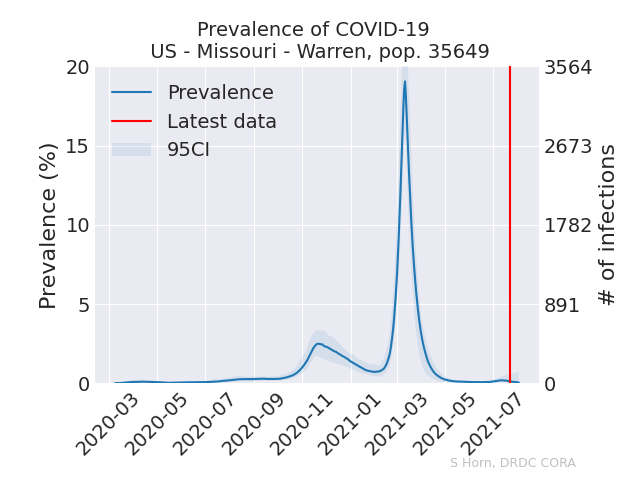 Prevalence of COVID-19
US - Missouri - Warren, pop. 35649
Prevalence
Latest data
95CI
Prevalence (%)
20
15
10
5
0
3564
2673
1782
891
0
# of infections
2020-03
2020-05
2020-07
2020-09
2020-11
2021-01
2021-03
2021-05
2021-07
S Horn, DRDC CORA